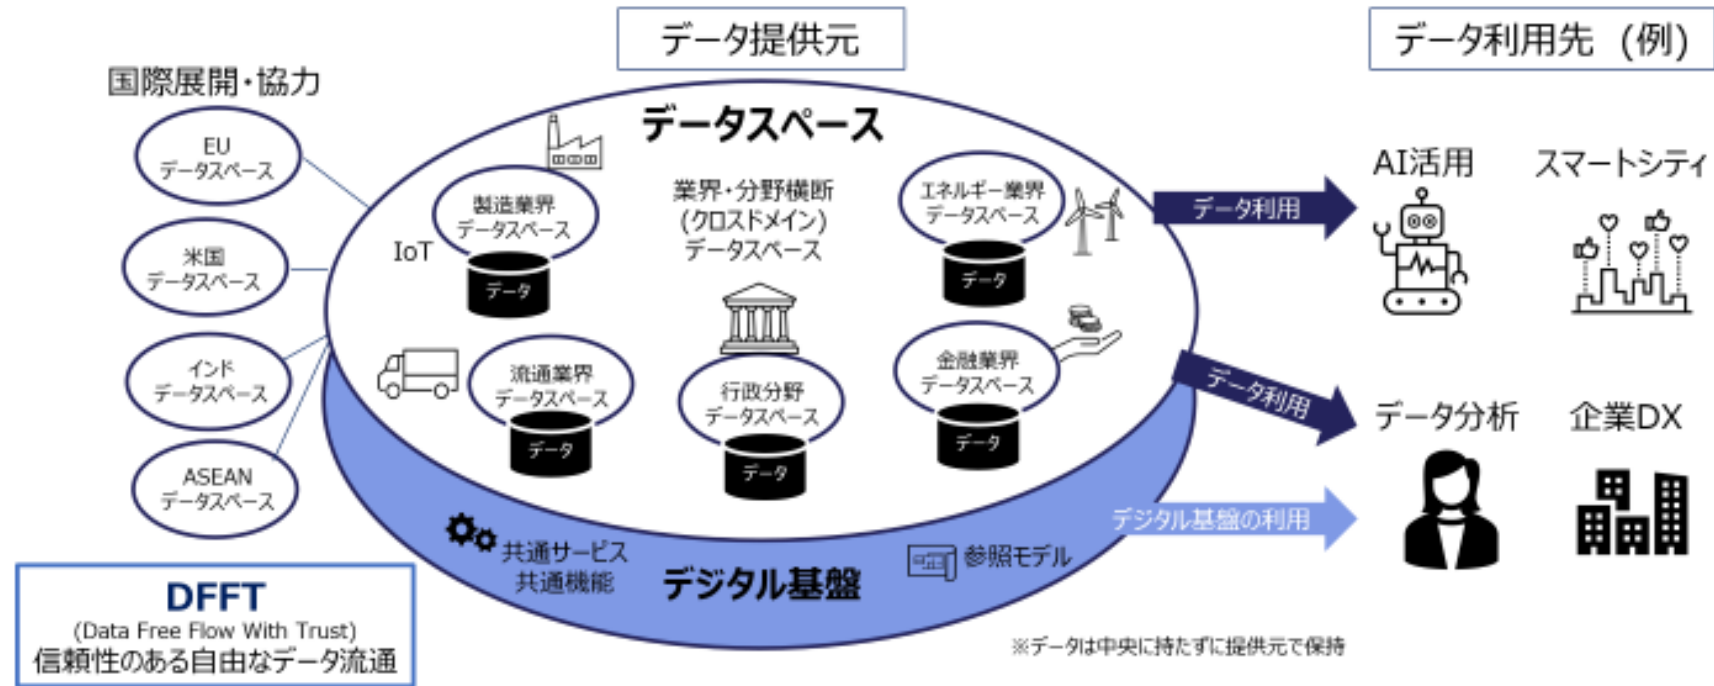 データ提供元
データ利用先 (例)
国際展開・協力
EU
データスペース
米国
データスペース
インド
データスペース
ASEAN
データスペース
データスペース
製造業界
データスペース
IoT
データ
業界・分野横断
(クロスドメイン)
データスペース
エネルギー業界
データスペース
データ
流通業界
データスペース
データ
行政分野
データスペース
データ
金融業界
データスペース
データ
データ利用
データ利用
デジタル基盤の利用
AI活用
スマートシティ
データ分析
企業DX
共通サービス
共通機能
デジタル基盤
参照モデル
DFFT
(Data Free Flow With Trust)
信頼性のある自由なデータ流通
※データは中央に持たずに提供元で保持